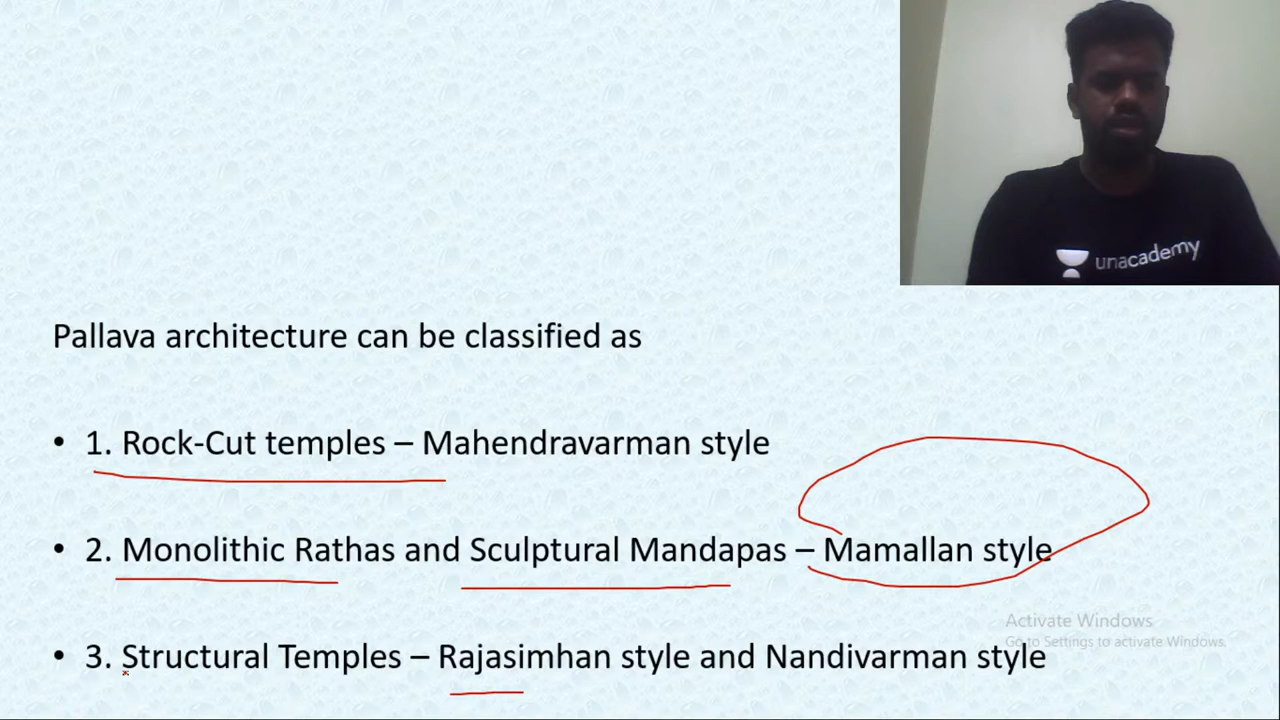 unacademy
Pallava architecture can be classified as
• 1. Rock-Cut temples – Mahendravarman style
• 2. Monolithic Rathas and Sculptural Mandapas – Mamallan style
Activate Windows
Go to Settings to activate Windows.
• 3. Structural Temples – Rajasimhan style and Nandivarman style